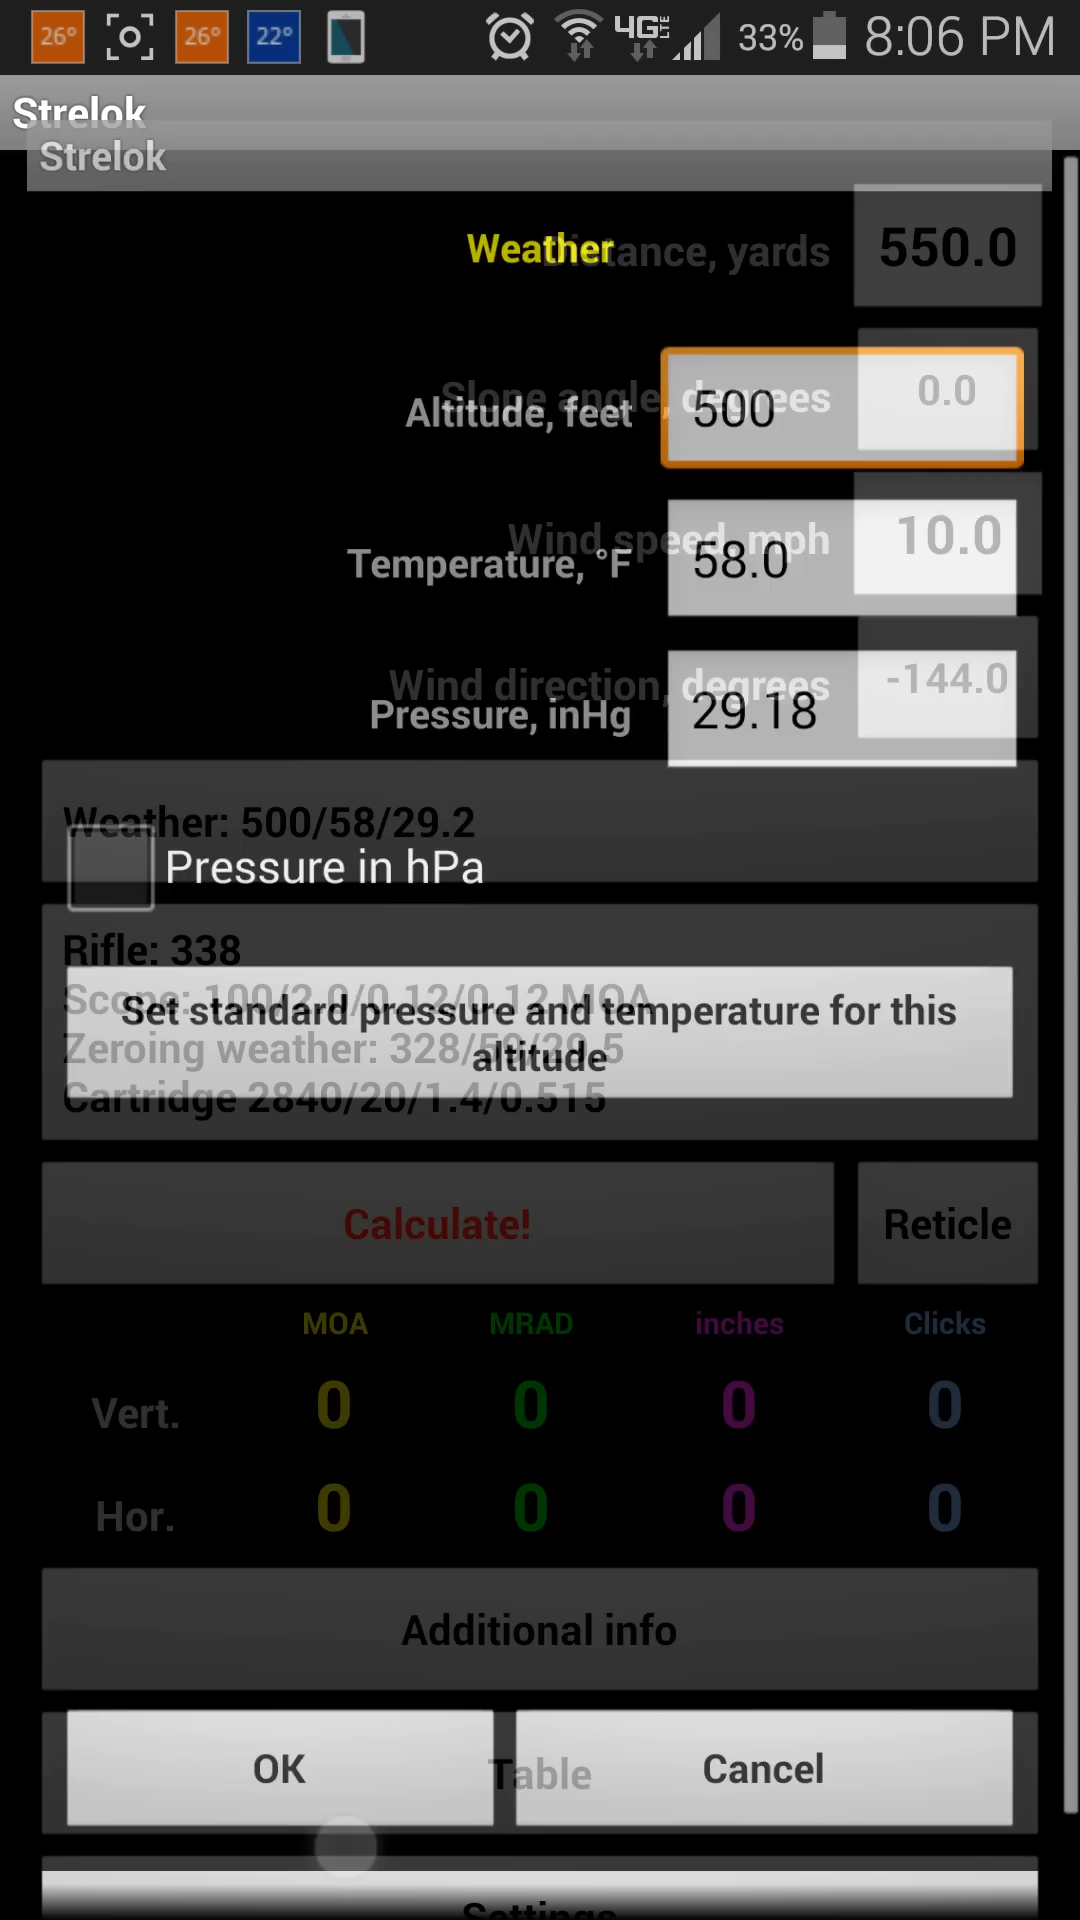 26° 26° 22° 4G LTE 33% 8:06 PM
Strelok
Strelok
Weather
Distance, yards 550.0
Slope angle, degrees 0.0
Altitude, feet 500
Wind speed, mph 10.0
Temperature, °F 58.0
Wind direction, degrees -144.0
Pressure, inHg 29.18
Weather: 500/58/29.2
Pressure in hPa
Rifle: 338
Scope: 100/2.0/0.12/0.12 MOA
Set standard pressure and temperature for this
altitude
Zeroing weather: 328/59/29.5
Cartridge 2840/20/1.4/0.515
Calculate! Reticle
MOA MRAD inches Clicks
Vert. 0 0 0 0
Hor. 0 0 0 0
Additional info
OK Cancel
Table
Settings